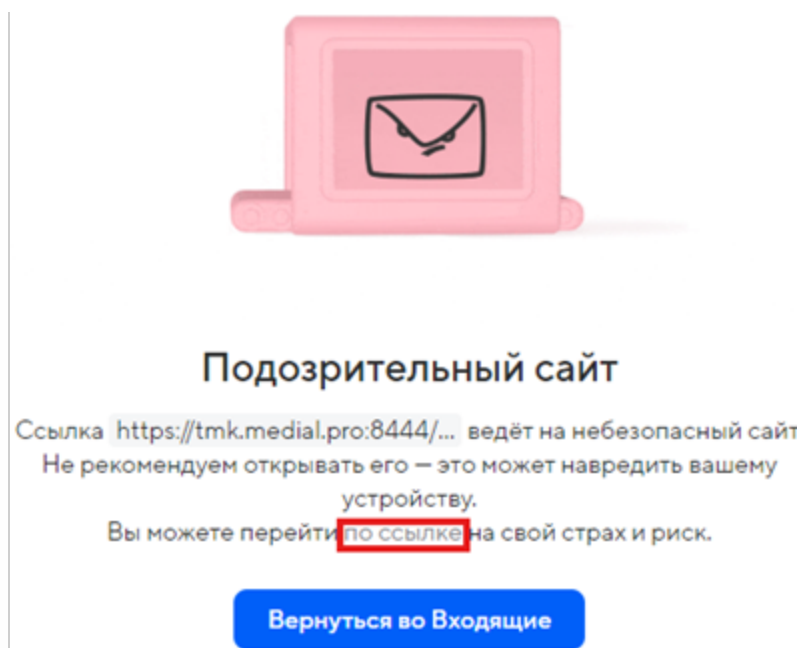 Подозрительный сайт
Ссылка https://tmk.medial.pro:8444/... ведёт на небезопасный сайт
Не рекомендуем открывать его — это может навредить вашему
устройству.
Вы можете перейти по ссылке на свой страх и риск.
Вернуться во Входящие